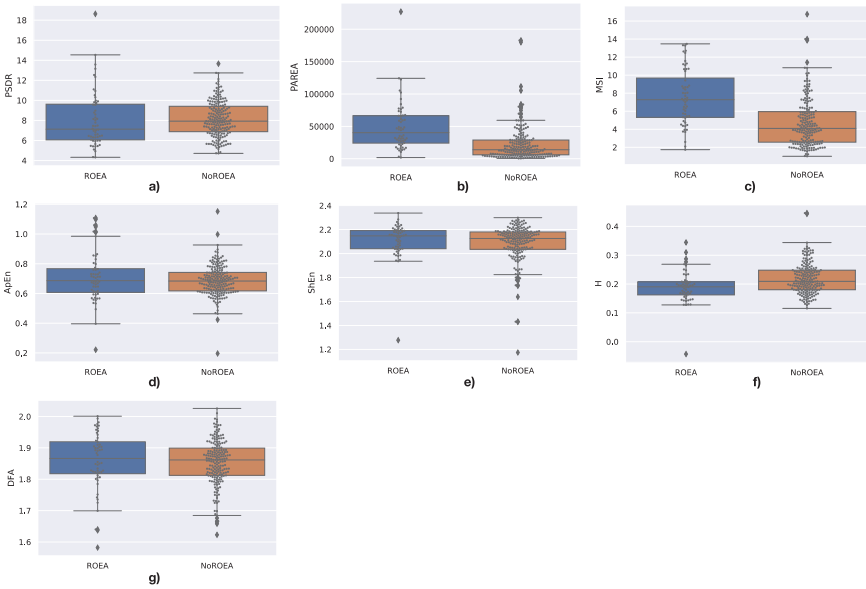 PSDR
18
16
14
12
10
8
6
4
ROEA
NoROEA
a)
PAREA
200000
150000
100000
50000
0
ROEA
NoROEA
b)
MSI
16
14
12
10
8
6
4
2
ROEA
NoROEA
c)
ApEn
1.2
1.0
0.8
0.6
0.4
0.2
ROEA
NoROEA
d)
ShEn
2.4
2.2
2.0
1.8
1.6
1.4
1.2
ROEA
NoROEA
e)
H
0.4
0.3
0.2
0.1
0.0
ROEA
NoROEA
f)
DFA
2.0
1.9
1.8
1.7
1.6
ROEA
NoROEA
g)